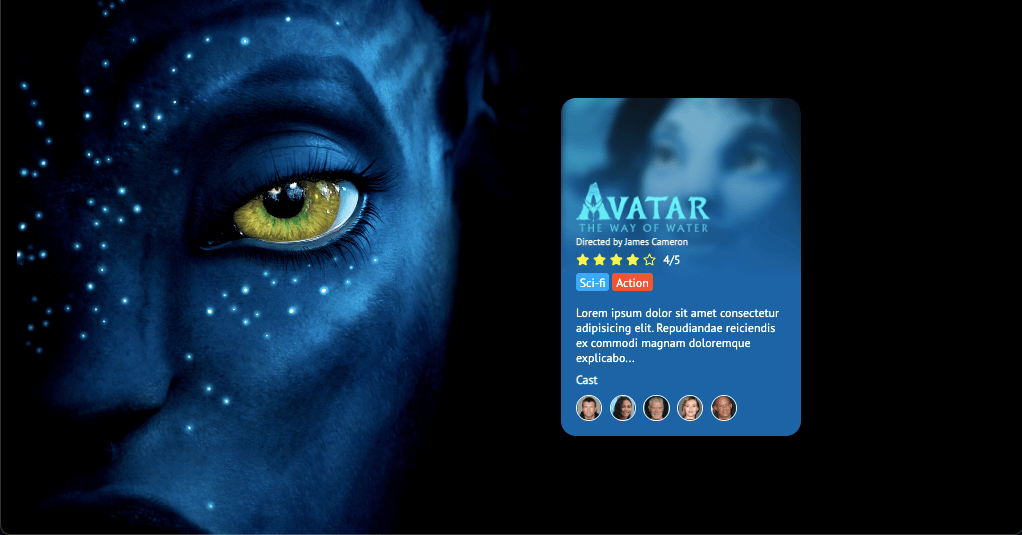 AVATAR
THE WAY OF WATER
Directed by James Cameron
4/5
Sci-fi Action
Lorem ipsum dolor sit amet consectetur
adipisicing elit. Repudiandae reiciendis
ex commodi magnam doloremque
explicabo...
Cast